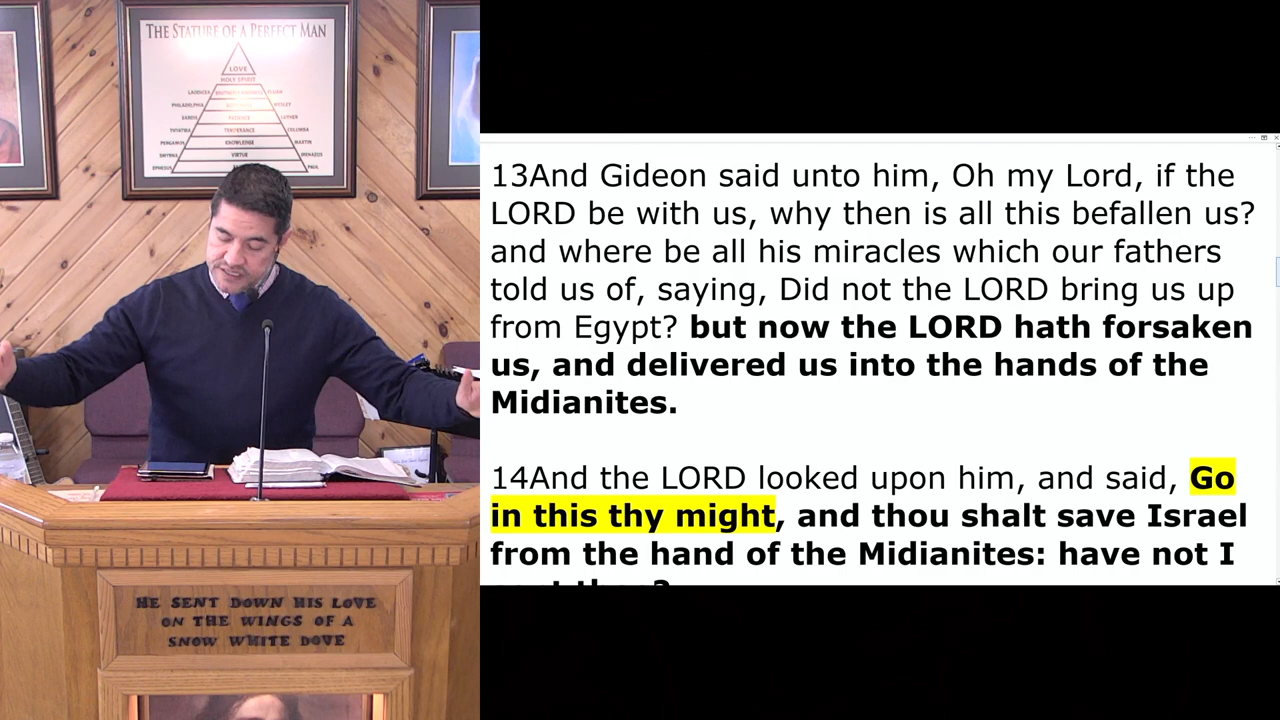 THE STATURE OF A PERFECT MAN
LOVE
HOLY SPIRIT
LAODICEA
PHILADELPHIA
SARDIS PATIENCE LUTHER
THYATIRA TEMPERANCE COLUMBA
PERGAMOS KNOWLEDGE MARTIN
SMYRNA VIRTUE IRENAEUS
EPHESUS PAUL
HE SENT DOWN HIS LOVE
ON THE WINGS OF A
SNOW WHITE DOVE
13And Gideon said unto him, Oh my Lord, if the
LORD be with us, why then is all this befallen us?
and where be all his miracles which our fathers
told us of, saying, Did not the LORD bring us up
from Egypt? but now the LORD hath forsaken
us, and delivered us into the hands of the
Midianites.
14And the LORD looked upon him, and said, Go
in this thy might, and thou shalt save Israel
from the hand of the Midianites: have not I